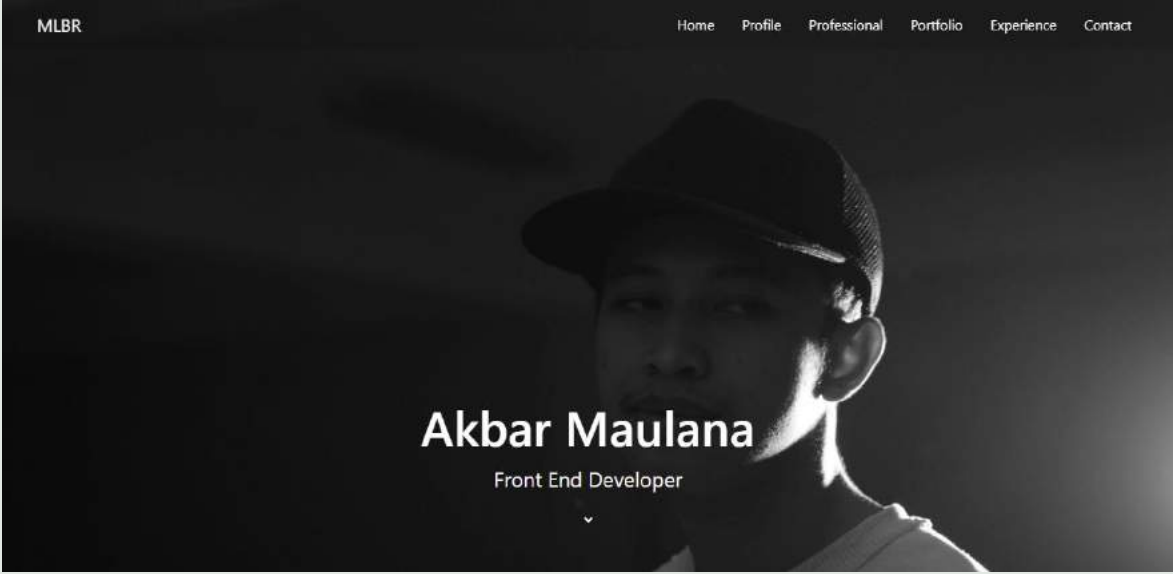 MLBR
Home Profile Professional Portfolio Experience Contact
Akbar Maulana
Front End Developer